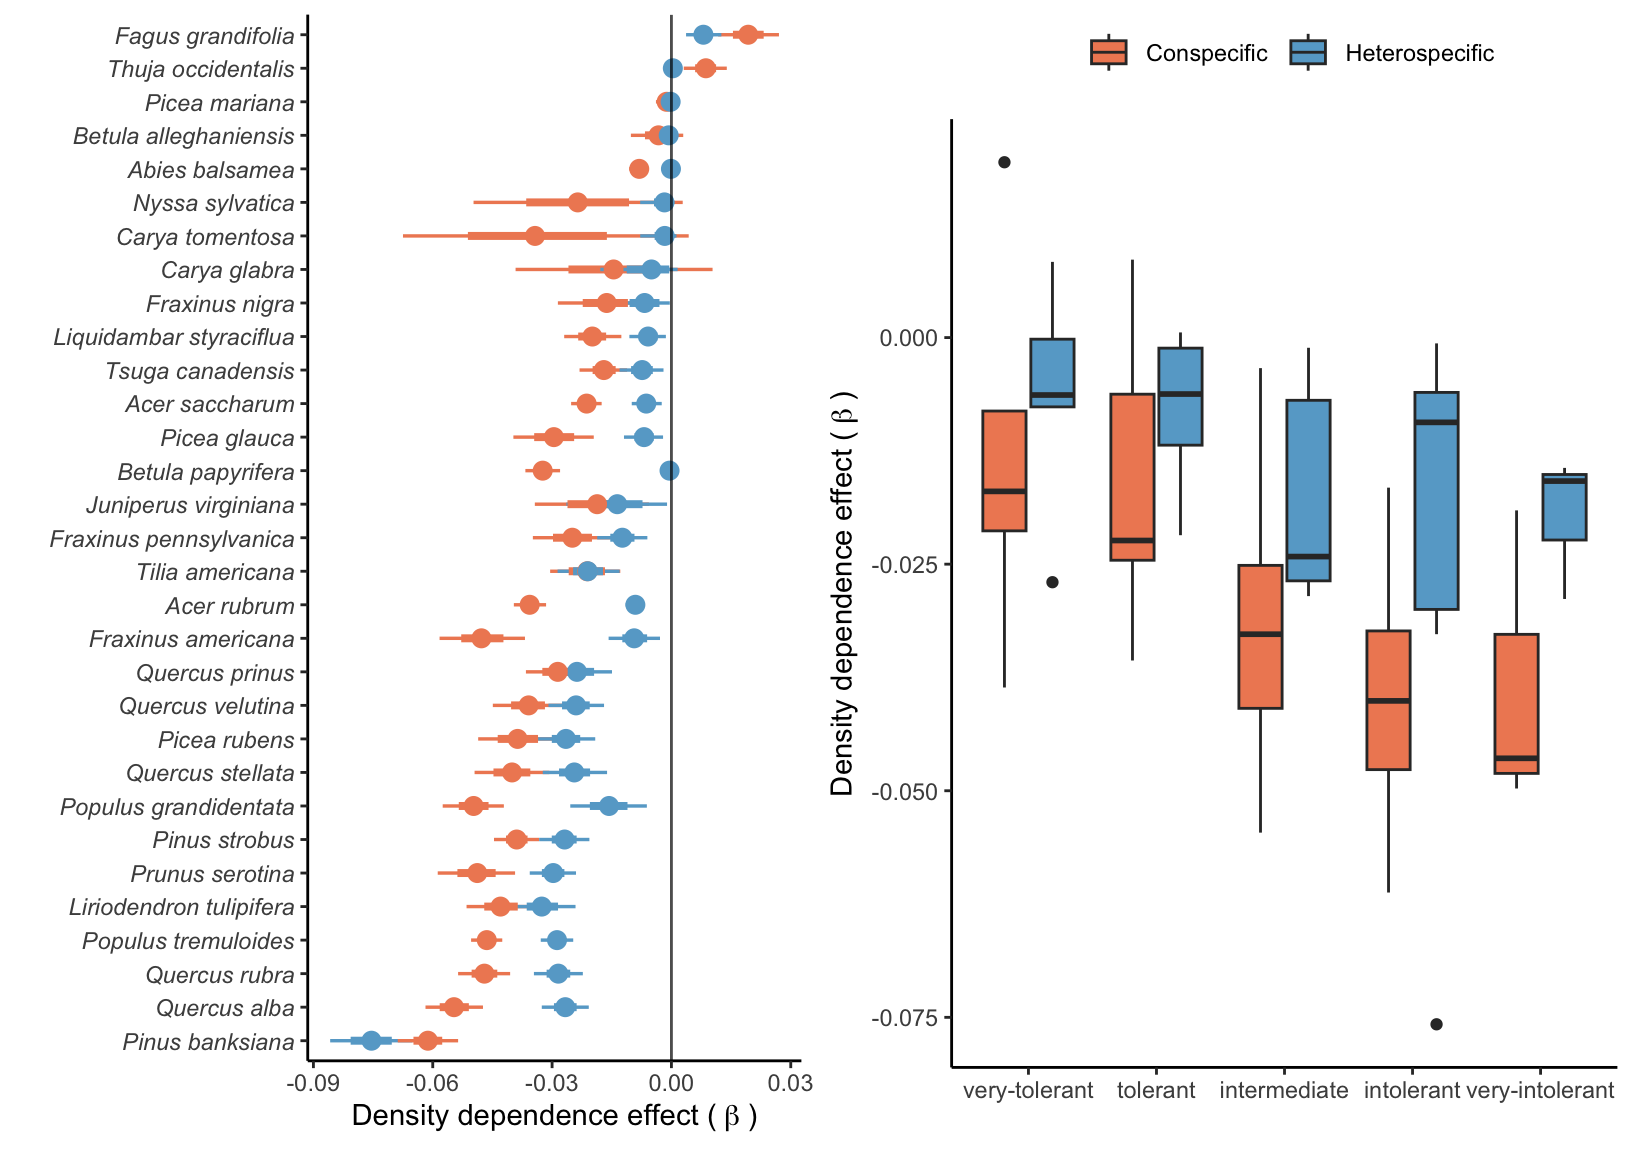 Fagus grandifolia
Thuja occidentalis
Picea mariana
Betula alleghaniensis
Abies balsamea
Nyssa sylvatica
Carya tomentosa
Carya glabra
Fraxinus nigra
Liquidambar styraciflua
Tsuga canadensis
Acer saccharum
Picea glauca
Betula papyrifera
Juniperus virginiana
Fraxinus pennsylvanica
Tilia americana
Acer rubrum
Fraxinus americana
Quercus prinus
Quercus velutina
Picea rubens
Quercus stellata
Populus grandidentata
Pinus strobus
Prunus serotina
Liriodendron tulipifera
Populus tremuloides
Quercus rubra
Quercus alba
Pinus banksiana
-0.09 -0.06 -0.03 0.00 0.03
Density dependence effect ( β )
Conspecific Heterospecific
Density dependence effect ( β )
0.000
-0.025
-0.050
-0.075
very-tolerant tolerant intermediate intolerant very-intolerant